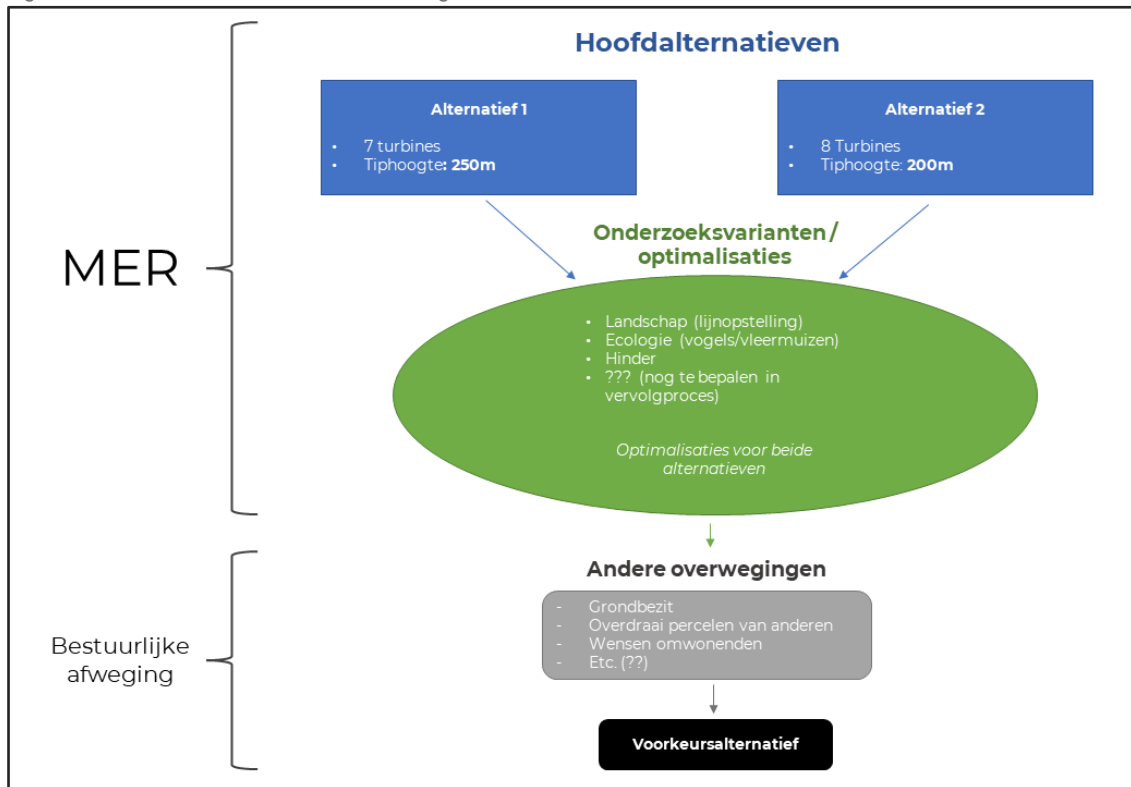 Hoofdalternatieven
Alternatief 1
• 7 turbines
• Tiphoogte: 250m
Alternatief 2
• 8 Turbines
• Tiphoogte: 200m
MER
Onderzoeksvarianten /
optimalisaties
• Landschap (lijnopstelling)
• Ecologie (vogels/vleermuizen)
• Hinder
• ??? (nog te bepalen in
vervolgproces)
Optimalisaties voor beide
alternatieven
Andere overwegingen
- Grondbezit
- Overdraai percelen van anderen
- Wensen omwonenden
- Etc. (??)
Bestuurlijke
afweging
Voorkeursalternatief